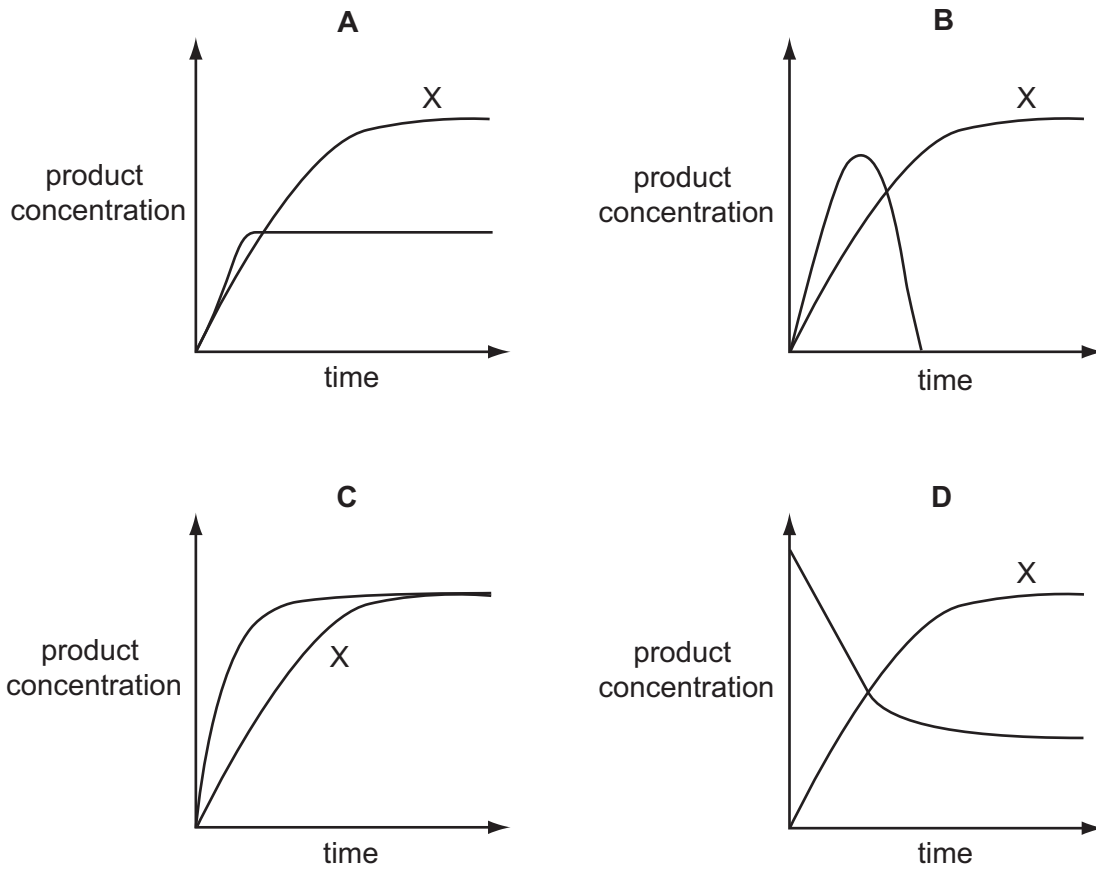 A
X
product
concentration
time
B
X
product
concentration
time
C
X
product
concentration
time
D
X
product
concentration
time